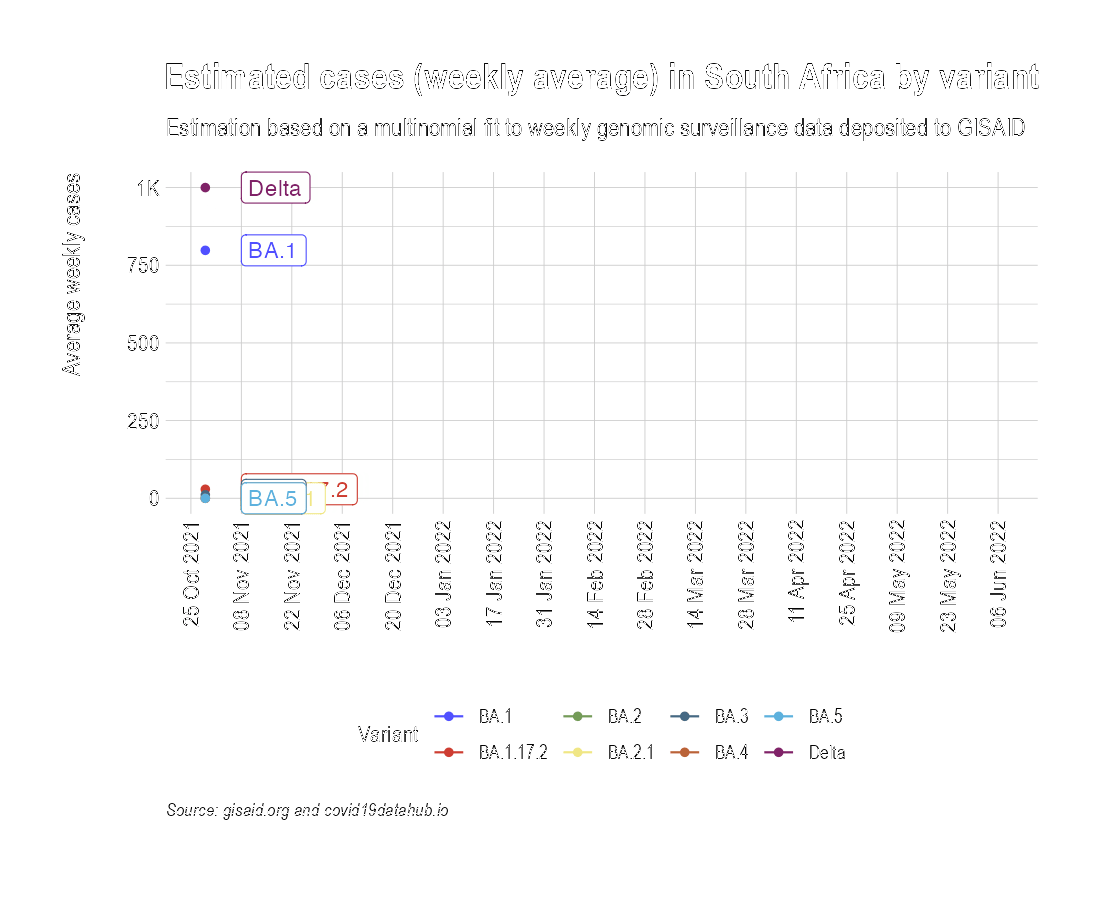 Estimated cases (weekly average) in South Africa by variant
Estimation based on a multinomial fit to weekly genomic surveillance data deposited to GISAID
Average weekly cases
1K
750
500
250
0
Delta
BA.1
7.2
1
BA.5
25 Oct 2021
08 Nov 2021
22 Nov 2021
06 Dec 2021
20 Dec 2021
03 Jan 2022
17 Jan 2022
31 Jan 2022
14 Feb 2022
28 Feb 2022
14 Mar 2022
28 Mar 2022
11 Apr 2022
25 Apr 2022
09 May 2022
23 May 2022
06 Jun 2022
Variant
BA.1 BA.2 BA.3 BA.5
BA.1.17.2 BA.2.1 BA.4 Delta
Source: gisaid.org and covid19datahub.io